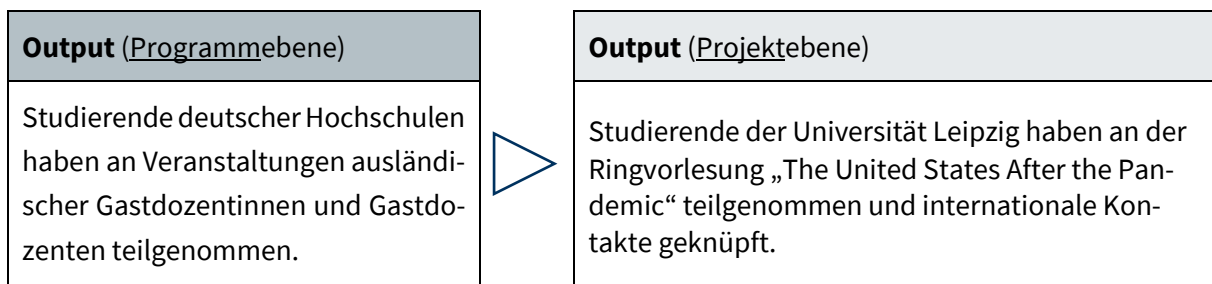 Output (Programmebene)
Studierende deutscher Hochschulen
haben an Veranstaltungen ausländi-
scher Gastdozentinnen und Gastdo-
zenten teilgenommen.
Output (Projektebene)
Studierende der Universität Leipzig haben an der
Ringvorlesung „The United States After the Pan-
demic“ teilgenommen und internationale Kon-
takte geknüpft.